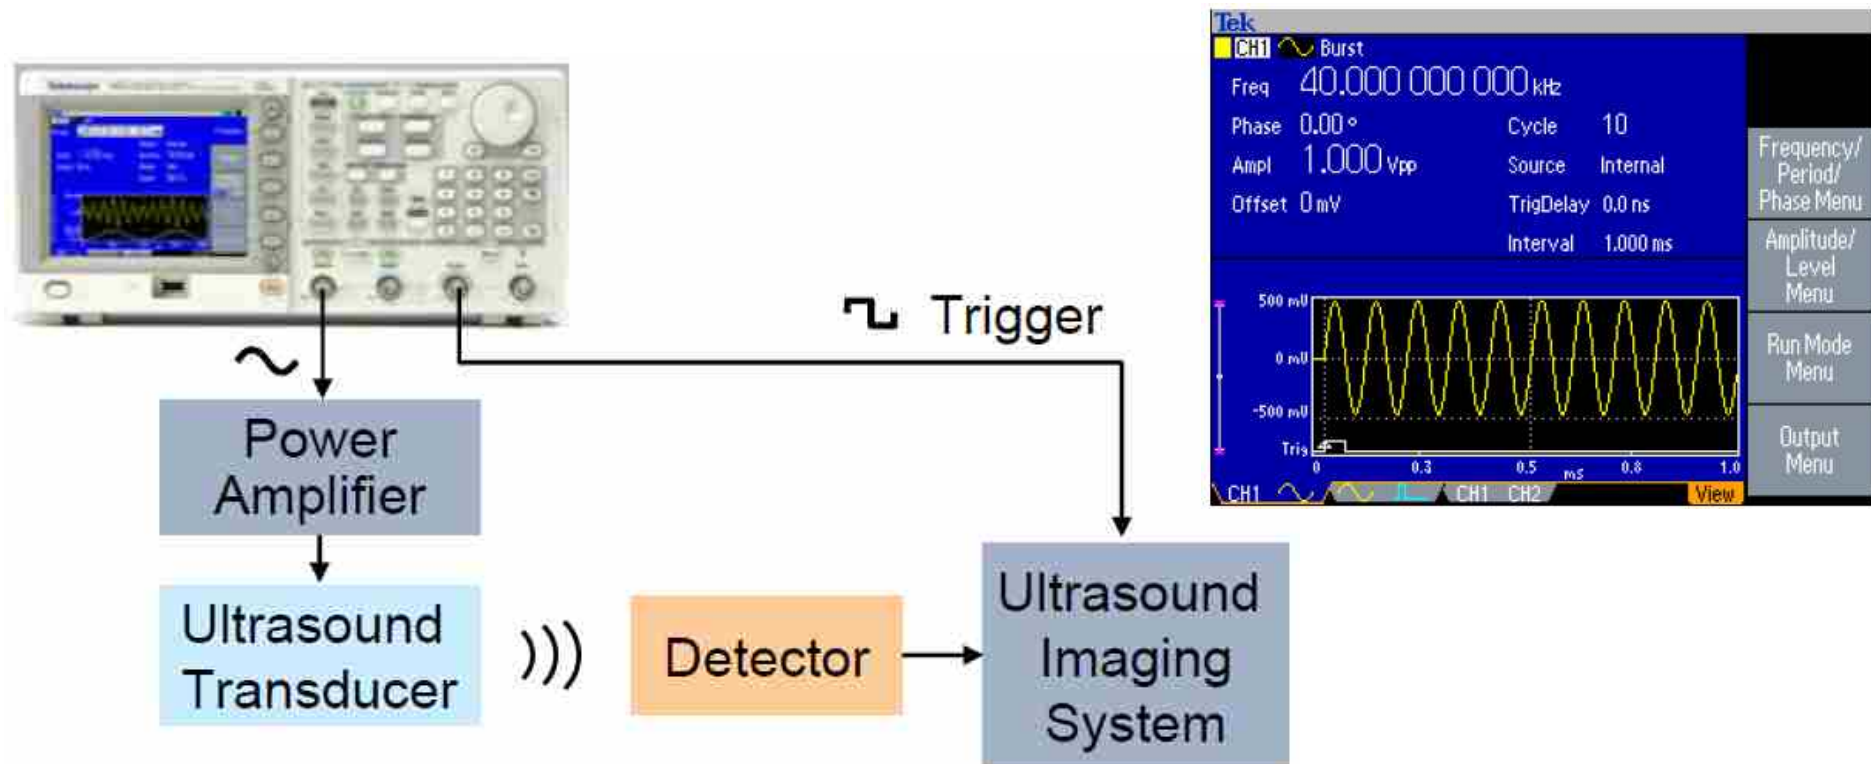 Tektronix
Trigger
Power
Amplifier
Ultrasound
Transducer
Detector
Ultrasound
Imaging
System
Tek
CH1 Burst
Freq 40.000 000 000 kHz
Phase 0.00 °
Cycle 10
Ampl 1.000 Vpp
Source Internal
Offset 0 mV
TrigDelay 0.0 ns
Interval 1.000 ms
500 mV
0 mV
-500 mV
Trig
0 0.3 0.5 ms 0.8 1.0
CH1 CH1 CH2 View
Frequency/
Period/
Phase Menu
Amplitude/
Level
Menu
Run Mode
Menu
Output
Menu